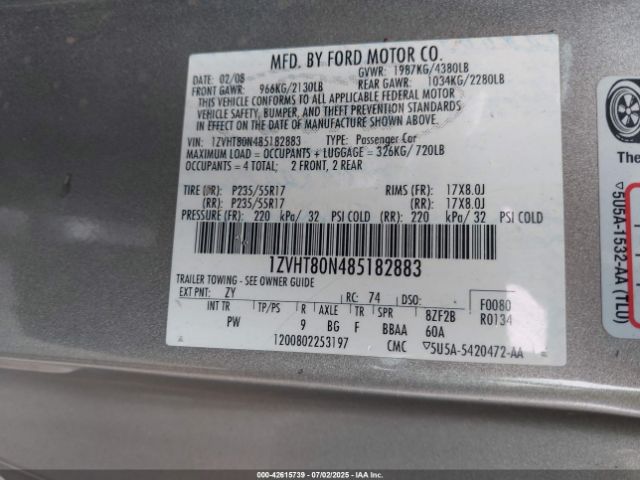 MFD. BY FORD MOTOR CO.
DATE: 02/08 GVWR: 1987KG/4380LB
FRONT GAWR: 966KG/2130LB REAR GAWR: 1034KG/2280LB
THIS VEHICLE CONFORMS TO ALL APPLICABLE FEDERAL MOTOR
VEHICLE SAFETY, BUMPER, AND THEFT PREVENTION STANDARDS
IN EFFECT ON THE DATE OF MANUFACTURE SHOWN ABOVE.
VIN: 1ZVHT80N485182883 TYPE: Passenger Car
MAXIMUM LOAD = OCCUPANTS + LUGGAGE = 326KG/720LB
OCCUPANTS = 4 TOTAL: 2 FRONT, 2 REAR
TIRE (FR): P235/55R17 RIMS (FR): 17X8.0J
(RR): P235/55R17 (RR): 17X8.0J
PRESSURE (FR): 220 kPa/ 32 PSI COLD (RR): 220 kPa/ 32 PSI COLD
1ZVHT80N485182883
TRAILER TOWING - SEE OWNER GUIDE
EXT PNT: ZY RC: 74 DSO: F0080
INT TR TP/PS R AXLE TR SPR 8ZF2B R0134
PW 9 BG F BBAA 60A
1200802253197 CMC ▽5U5A-5420472-AA
The
▽5U5A-1532-AA (TL0)
000-42615739 - 07/02/2025 - IAAI.COM